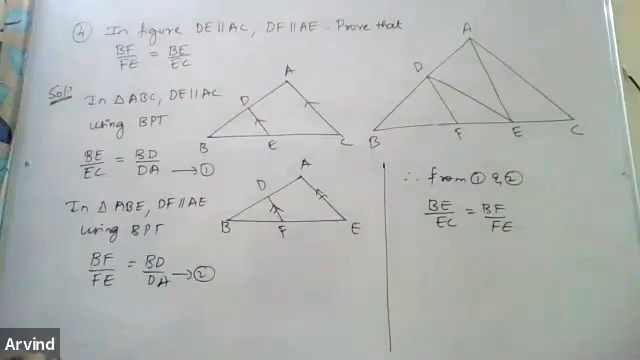 4 In figure DE||AC, DF||AE. Prove that
BF/FE = BE/EC
Soln
In △ABC, DE||AC
using BPT
BE/EC = BD/DA → 1
A
D
B E C
In △ABE, DF||AE
using BPT
BF/FE = BD/DA → 2
A
D
B F E
A
D
B F E C
∴ from 1 & 2
BE/EC = BF/FE
Arvind